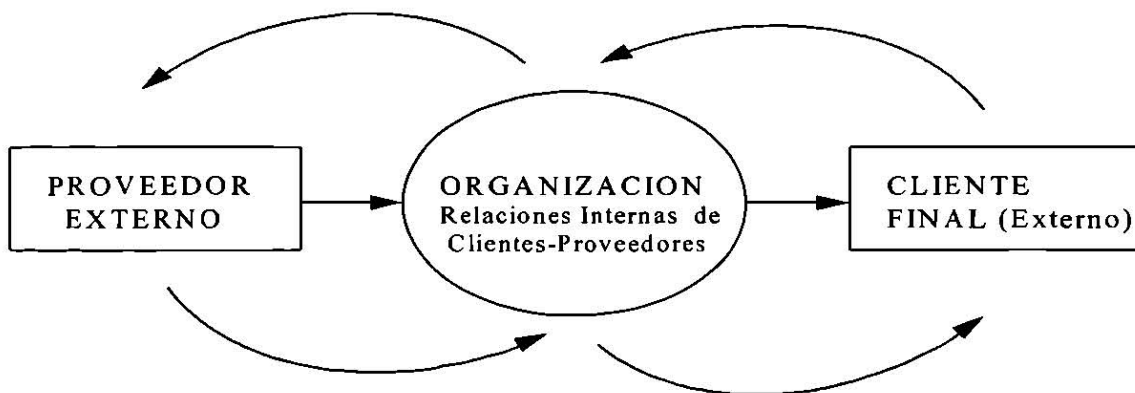 PROVEEDOR
EXTERNO
ORGANIZACION
Relaciones Internas de
Clientes-Proveedores
CLIENTE
FINAL (Externo)